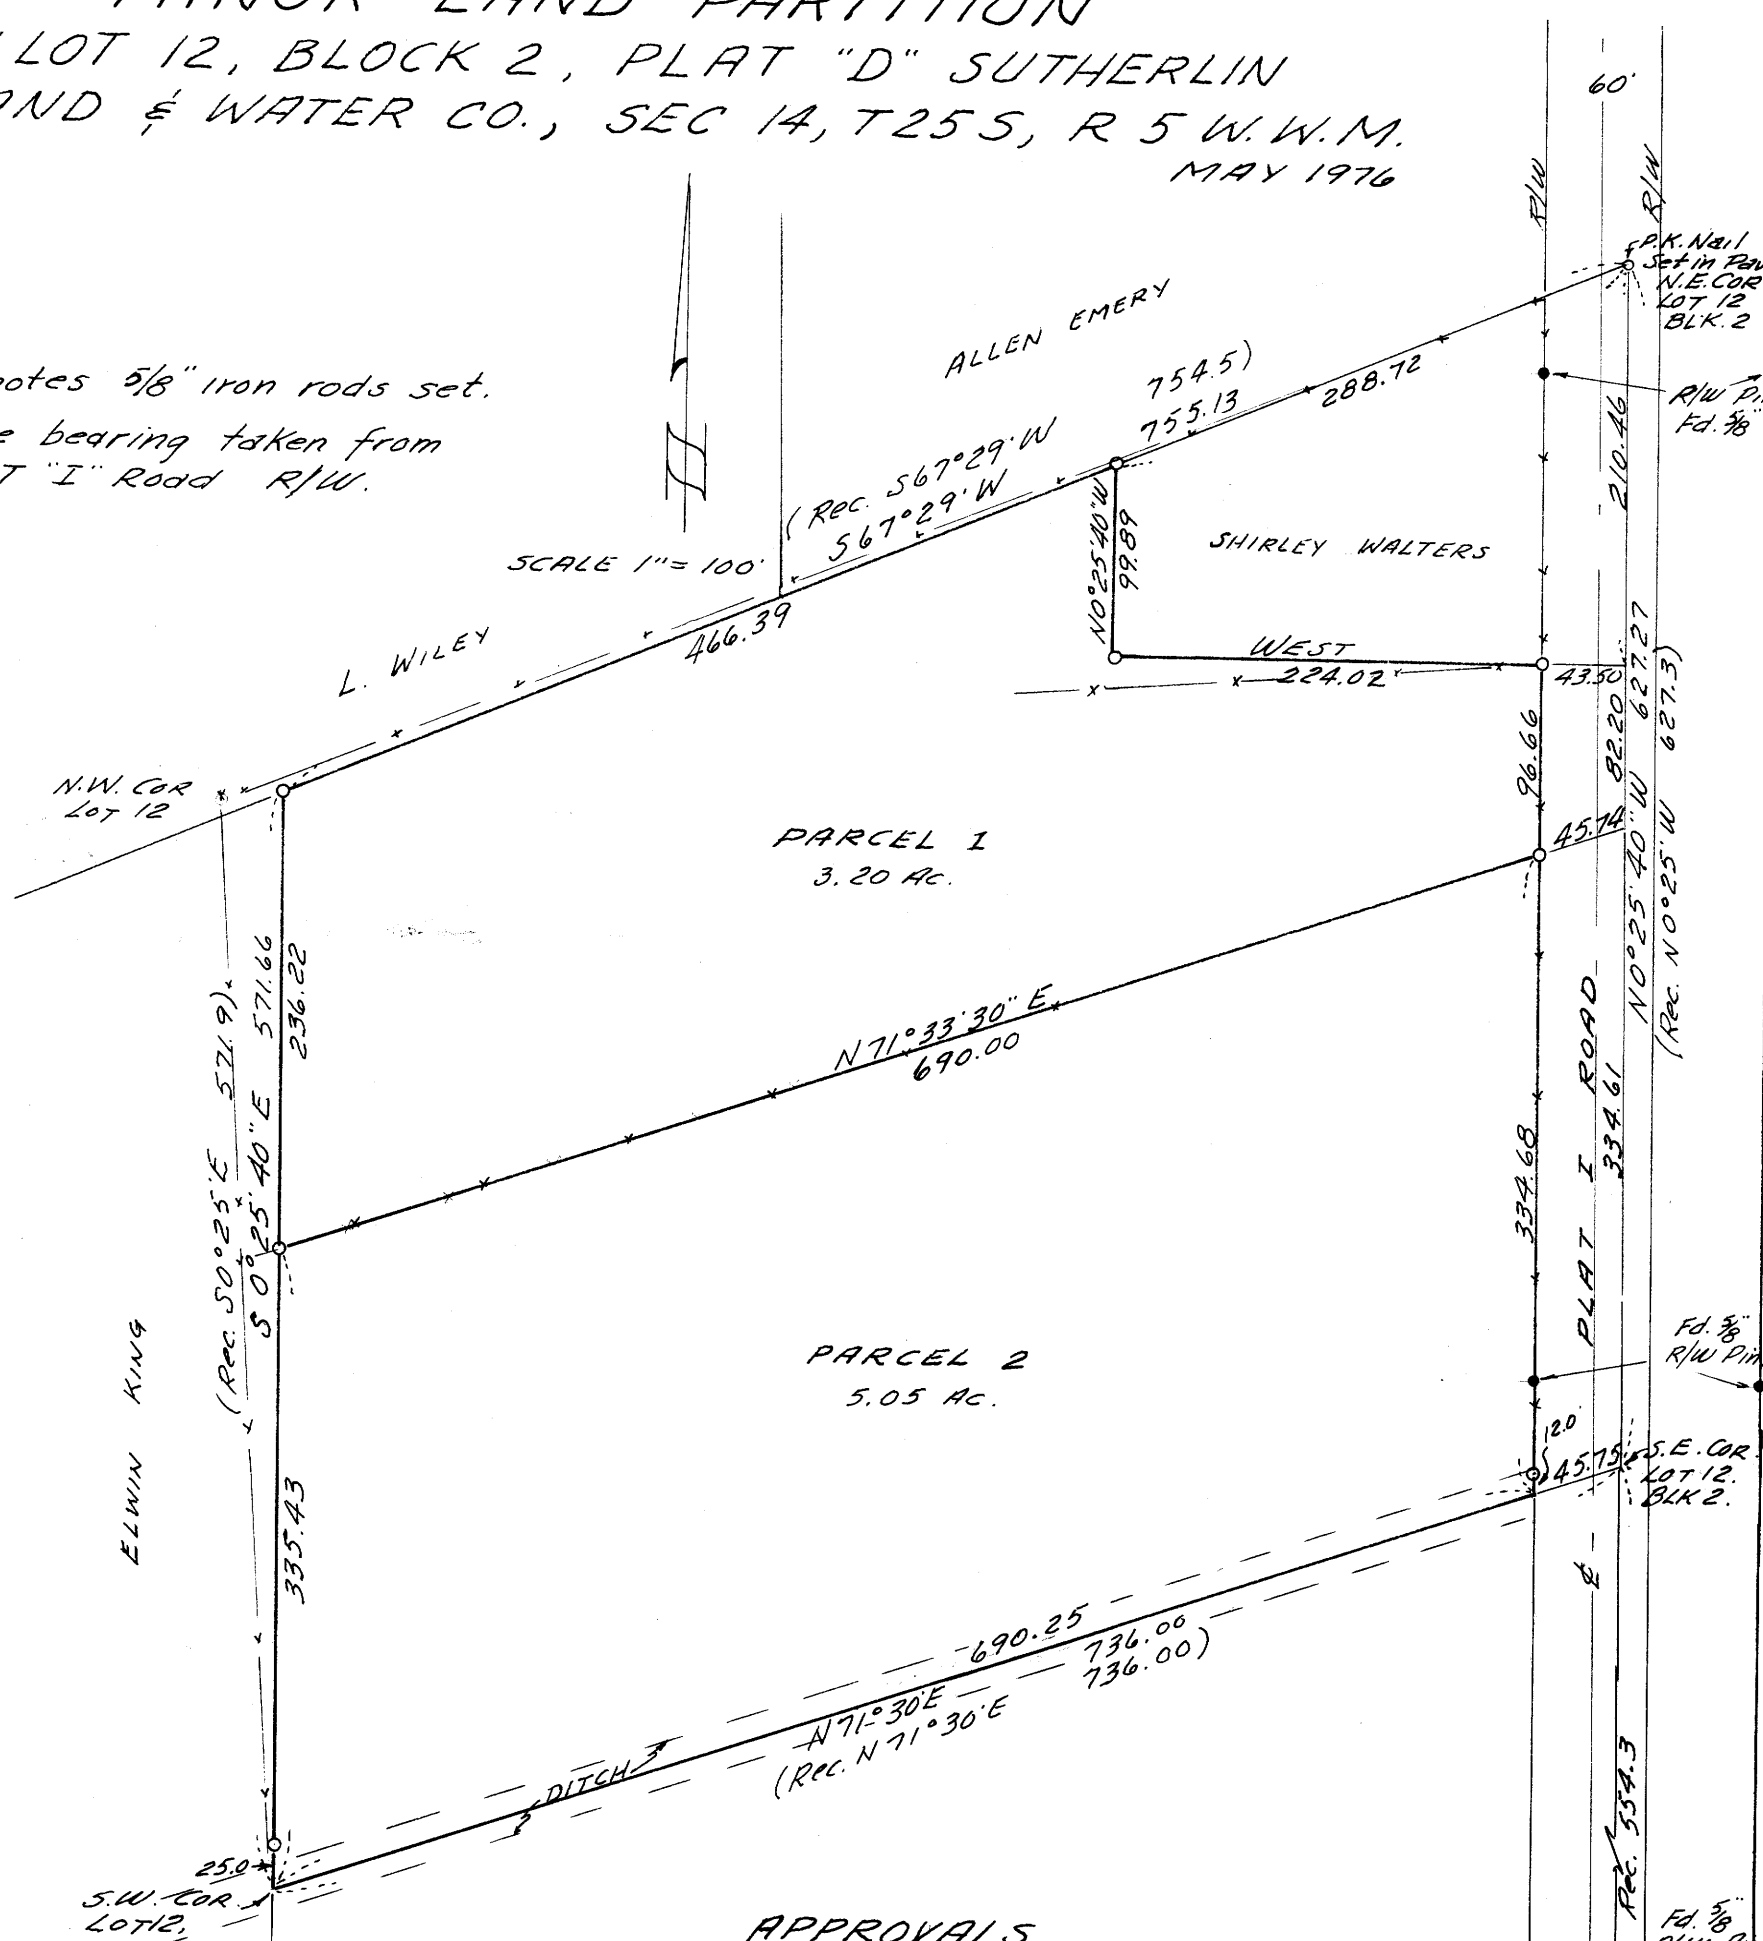 MINOR LAND PARTITION
LOT 12, BLOCK 2, PLAT "D" SUTHERLIN
AND & WATER CO., SEC 14, T25S, R 5 W.W.M.
MAY 1976
60'
R/W
R/W
P.K. Nail
Set in Pav
N.E. COR
LOT 12
BLK. 2
R/W Pi
Fd. 5/8"
otes 5/8" iron rods set.
e bearing taken from
T "I" Road R/W.
SCALE 1" = 100'
ALLEN EMERY
754.5)
755.13
288.72
(Rec. S67°29'W
S67°29'W
210.46
N0°25'40"W
99.89
SHIRLEY WALTERS
WEST
224.02
43.50
L. WILEY
466.39
N.W. COR
LOT 12
96.66
82.20
N0°25'40"W 627.27
(Rec. N0°25'W 627.3)
45.74
PARCEL 1
3.20 AC.
(Rec. S0°25'E 571.9)
S 0°25'40"E 571.66
236.22
N71°33'30"E
690.00
334.68
PLAT I ROAD
334.61
ELWIN KING
PARCEL 2
5.05 AC.
Fd. 5/8"
R/W Pin
12.0
45.75
S.E. COR
LOT 12.
BLK 2.
335.43
690.25
736.00
736.00)
N71°30'E
(Rec. N71°30'E
DITCH
25.0
S.W. COR.
LOT 12,
℄
Rec. 554.3
Fd. 5/8
APPROVALS